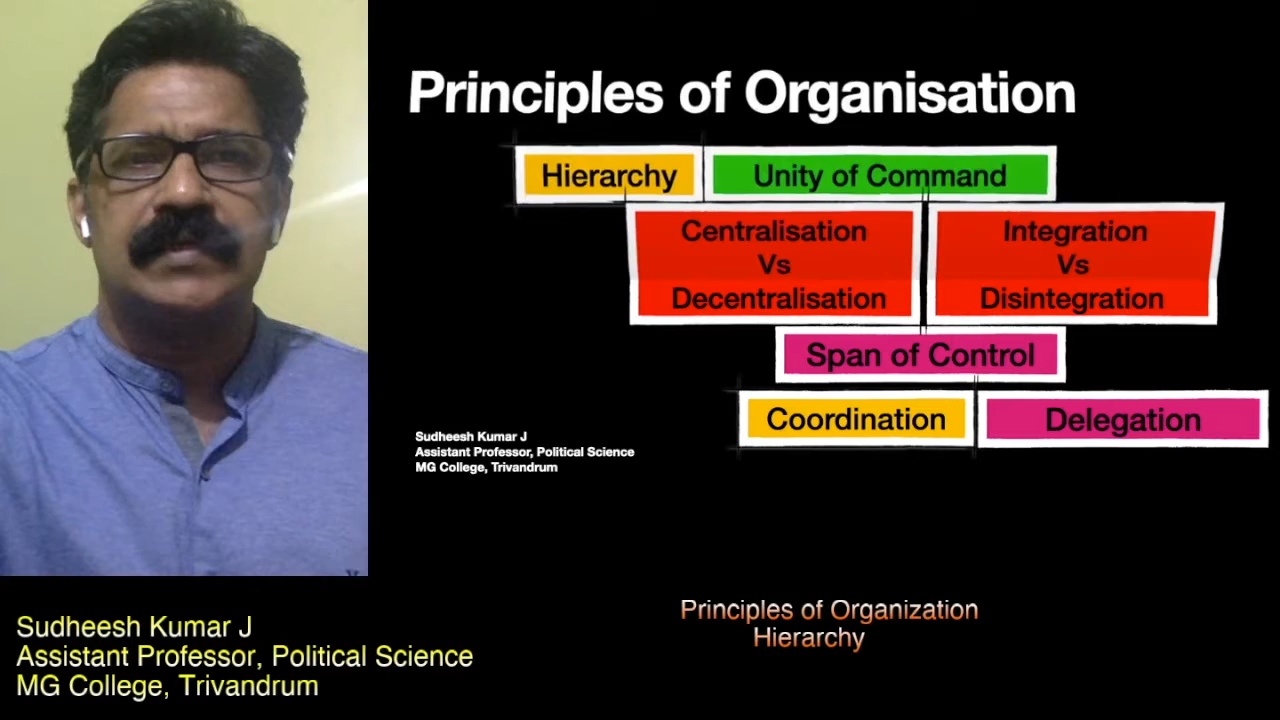 Principles of Organisation
Hierarchy
Unity of Command
Centralisation
Vs
Decentralisation
Integration
Vs
Disintegration
Span of Control
Coordination
Delegation
Sudheesh Kumar J
Assistant Professor, Political Science
MG College, Trivandrum
Principles of Organization
Hierarchy
Sudheesh Kumar J
Assistant Professor, Political Science
MG College, Trivandrum